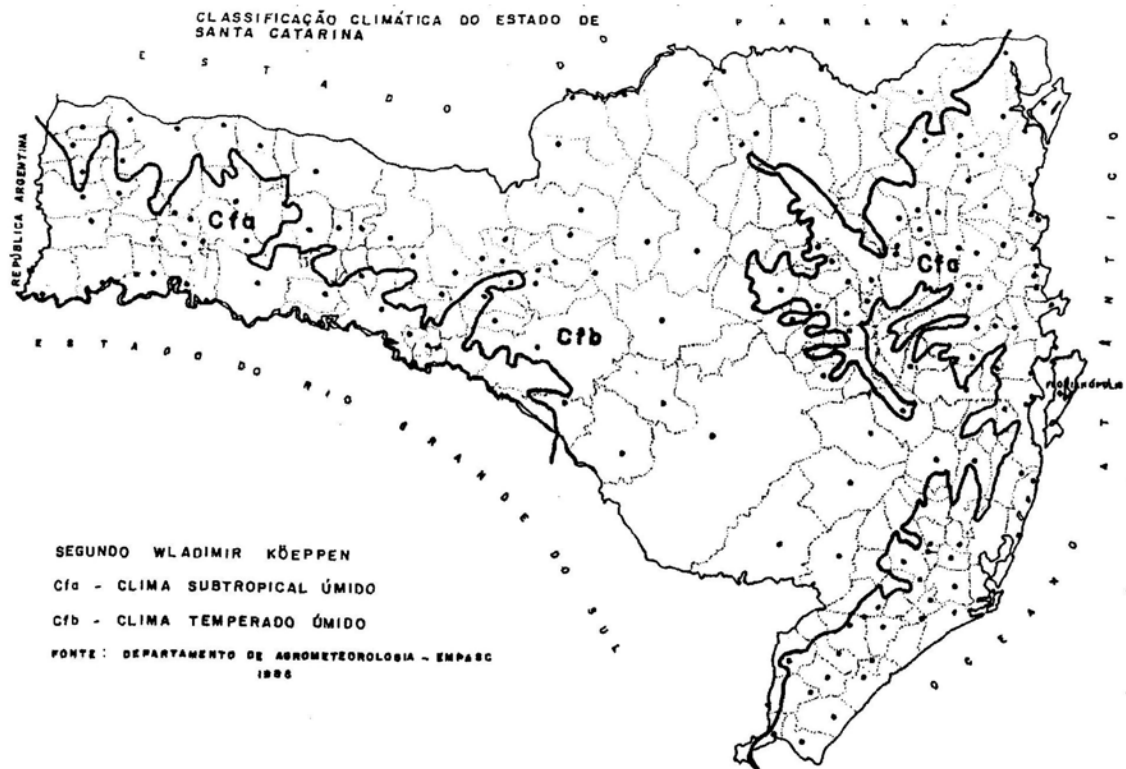 CLASSIFICAÇÃO CLIMÁTICA DO ESTADO DE
SANTA CATARINA
ESTADO DO PARANÁ
REPÚBLICA ARGENTINA
Cfa
Cfa
Cfb
FLORIANÓPOLIS
ESTADO DO RIO GRANDE DO SUL
OCEANO ATLÂNTICO
SEGUNDO WLADIMIR KÖEPPEN
Cfa - CLIMA SUBTROPICAL ÚMIDO
Cfb - CLIMA TEMPERADO ÚMIDO
FONTE: DEPARTAMENTO DE AGROMETEOROLOGIA - EMPASC